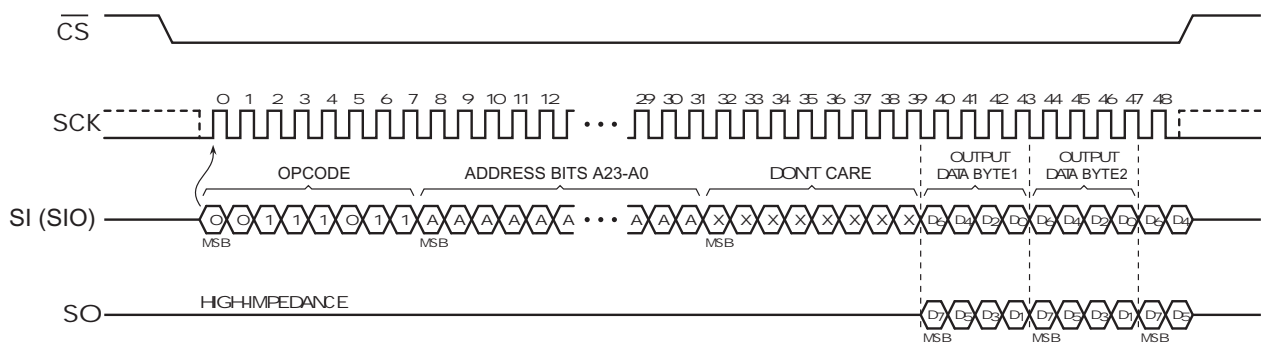 CS
SCK
0 1 2 3 4 5 6 7 8 9 10 11 12 29 30 31 32 33 34 35 36 37 38 39 40 41 42 43 44 45 46 47 48
OPCODE
ADDRESS BITS A23-A0
DON'T CARE
OUTPUT
DATA BYTE1
OUTPUT
DATA BYTE2
SI (SIO)
0 0 1 1 1 0 1 1 A A A A A A A A A X X X X X X X X D6 D4 D2 D0 D6 D4 D2 D0 D6 D4
MSB MSB MSB
SO
HIGH-IMPEDANCE
D7 D5 D3 D1 D7 D5 D3 D1 D7 D5
MSB MSB MSB